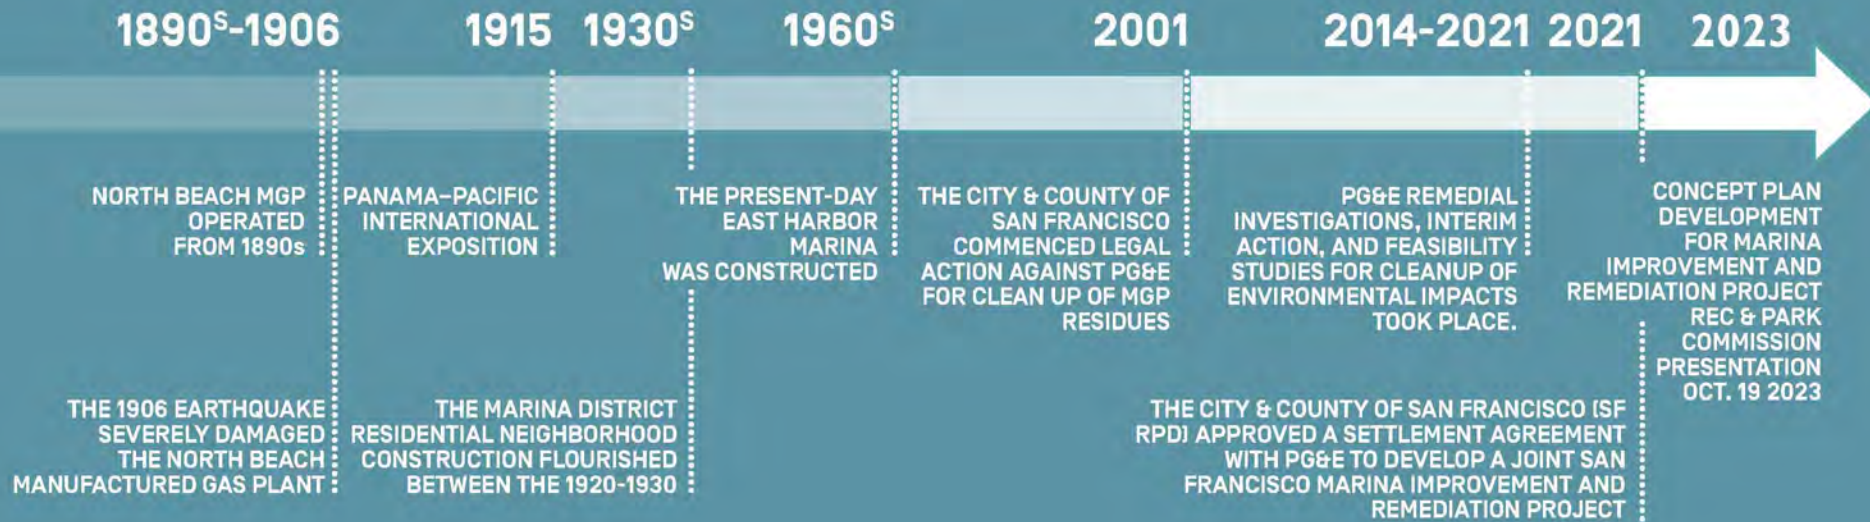 1890S-1906
1915
1930S
1960S
2001
2014-2021
2021
2023
NORTH BEACH MGP
OPERATED
FROM 1890s
THE 1906 EARTHQUAKE
SEVERELY DAMAGED
THE NORTH BEACH
MANUFACTURED GAS PLANT
PANAMA–PACIFIC
INTERNATIONAL
EXPOSITION
THE MARINA DISTRICT
RESIDENTIAL NEIGHBORHOOD
CONSTRUCTION FLOURISHED
BETWEEN THE 1920-1930
THE PRESENT-DAY
EAST HARBOR
MARINA
WAS CONSTRUCTED
THE CITY & COUNTY OF
SAN FRANCISCO
COMMENCED LEGAL
ACTION AGAINST PG&E
FOR CLEAN UP OF MGP
RESIDUES
PG&E REMEDIAL
INVESTIGATIONS, INTERIM
ACTION, AND FEASIBILITY
STUDIES FOR CLEANUP OF
ENVIRONMENTAL IMPACTS
TOOK PLACE.
THE CITY & COUNTY OF SAN FRANCISCO (SF
RPD) APPROVED A SETTLEMENT AGREEMENT
WITH PG&E TO DEVELOP A JOINT SAN
FRANCISCO MARINA IMPROVEMENT AND
REMEDIATION PROJECT
CONCEPT PLAN
DEVELOPMENT
FOR MARINA
IMPROVEMENT AND
REMEDIATION PROJECT
REC & PARK
COMMISSION
PRESENTATION
OCT. 19 2023